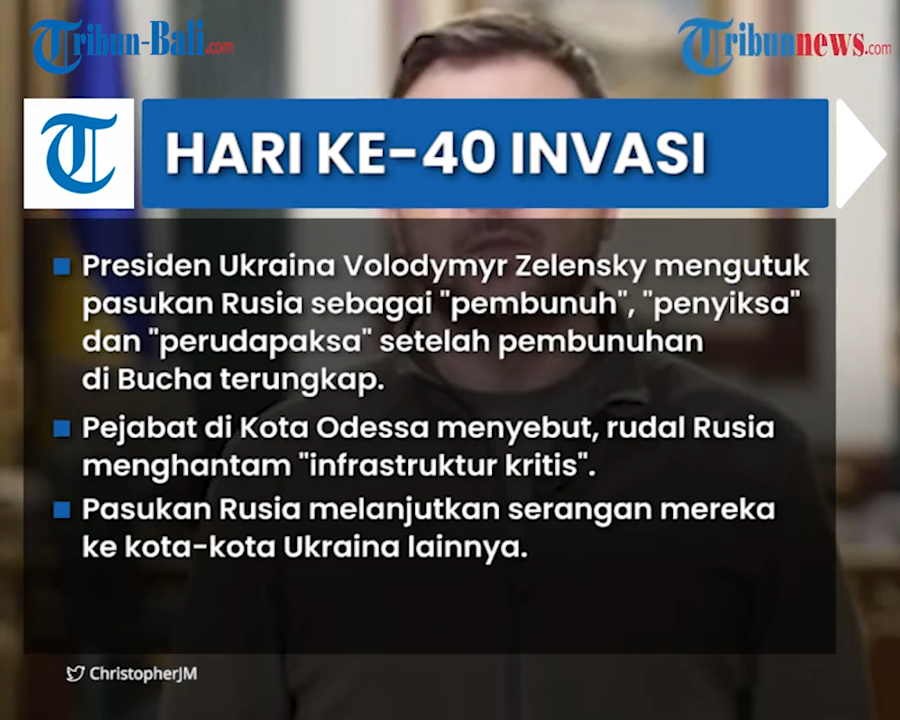 Tribun-Bali.com
Tribunnews.com
HARI KE-40 INVASI
Presiden Ukraina Volodymyr Zelensky mengutuk
pasukan Rusia sebagai "pembunuh", "penyiksa"
dan "perudapaksa" setelah pembunuhan
di Bucha terungkap.
Pejabat di Kota Odessa menyebut, rudal Rusia
menghantam "infrastruktur kritis".
Pasukan Rusia melanjutkan serangan mereka
ke kota-kota Ukraina lainnya.
ChristopherJM